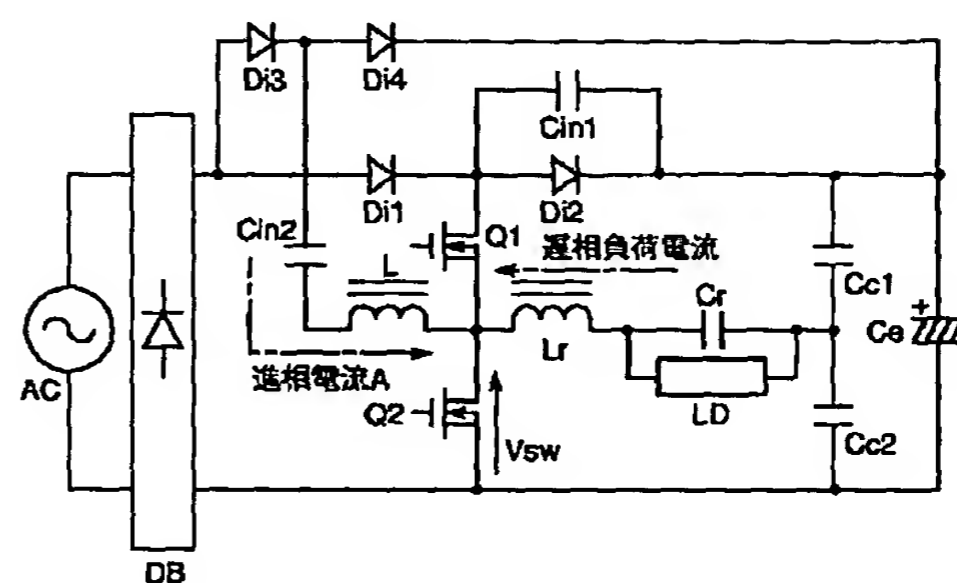 Di3
Di4
Cin1
Di1
Di2
Cin2
L
Q1
遅相負荷電流
Cr
Cc1
+
Ce
AC
進相電流A
Lr
LD
Q2
Vsw
Cc2
DB